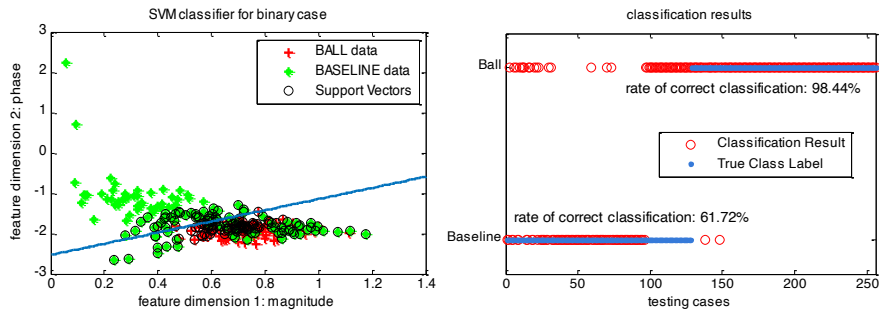 SVM classifier for binary case
BALL data
BASELINE data
Support Vectors
3
2
1
0
-1
-2
-3
0
0.2
0.4
0.6
0.8
1
1.2
1.4
feature dimension 2: phase
feature dimension 1: magnitude
classification results
Ball
rate of correct classification: 98.44%
Classification Result
True Class Label
rate of correct classification: 61.72%
Baseline
0
50
100
150
200
250
testing cases